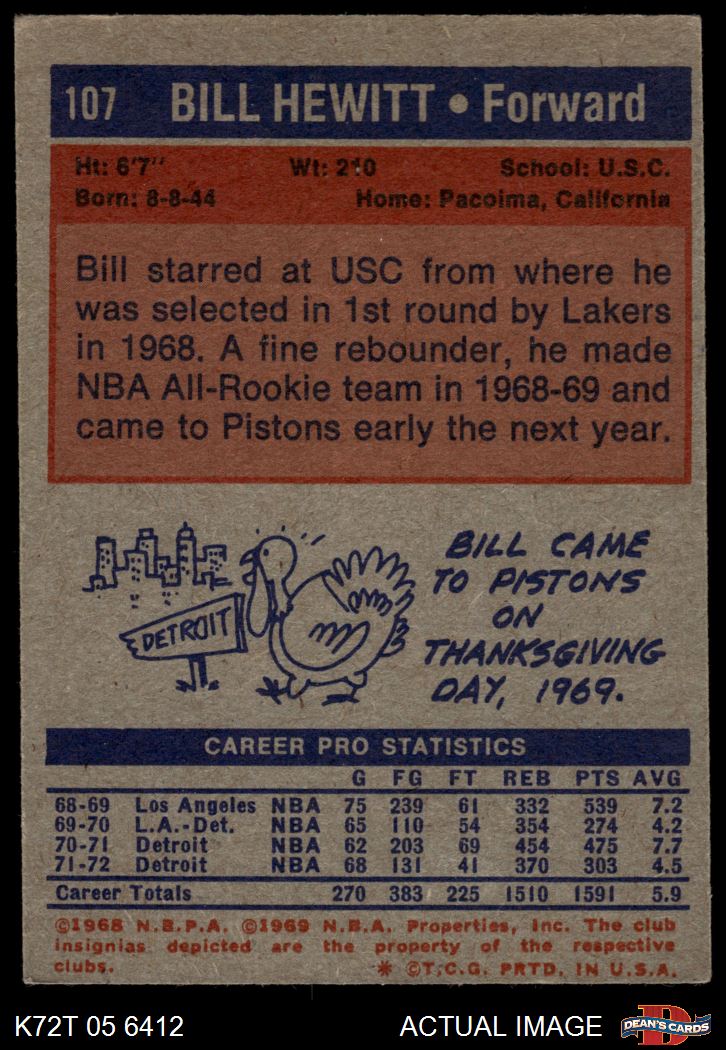 107 BILL HEWITT • Forward
Ht: 6'7" Wt: 210 School: U.S.C.
Born: 8-8-44 Home: Pacoima, California
Bill starred at USC from where he
was selected in 1st round by Lakers
in 1968. A fine rebounder, he made
NBA All-Rookie team in 1968-69 and
came to Pistons early the next year.
DETROIT
BILL CAME
TO PISTONS
ON
THANKSGIVING
DAY, 1969.
CAREER PRO STATISTICS
G FG FT REB PTS AVG
68-69 Los Angeles NBA 75 239 61 332 539 7.2
69-70 L.A.-Det. NBA 65 110 54 354 274 4.2
70-71 Detroit NBA 62 203 69 454 475 7.7
71-72 Detroit NBA 68 131 41 370 303 4.5
Career Totals 270 383 225 1510 1591 5.9
©1968 N.B.P.A. ©1969 N.B.A. Properties, Inc. The club
insignias depicted are the property of the respective
clubs. * ©T.C.G. PRTD. IN U.S.A.
K72T 05 6412 ACTUAL IMAGE DEAN'S CARDS